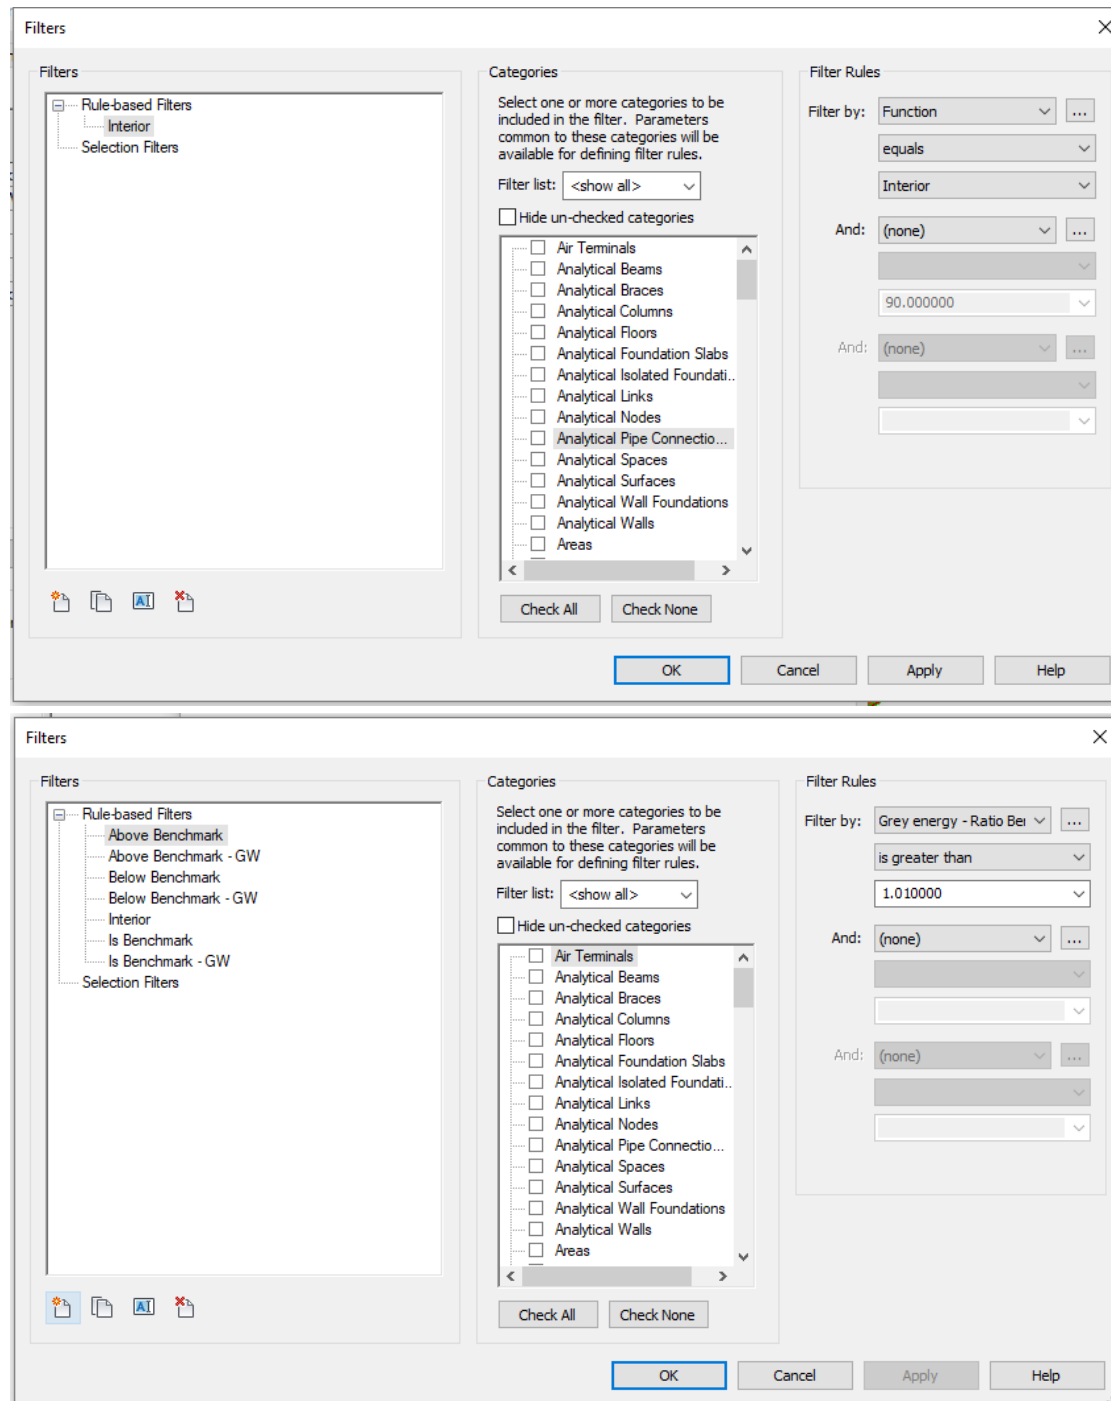 Filters
Filters
Rule-based Filters
Interior
Selection Filters
Categories
Select one or more categories to be
included in the filter. Parameters
common to these categories will be
available for defining filter rules.
Filter list: <show all>
Hide un-checked categories
Air Terminals
Analytical Beams
Analytical Braces
Analytical Columns
Analytical Floors
Analytical Foundation Slabs
Analytical Isolated Foundati..
Analytical Links
Analytical Nodes
Analytical Pipe Connectio...
Analytical Spaces
Analytical Surfaces
Analytical Wall Foundations
Analytical Walls
Areas
Check All Check None
Filter Rules
Filter by: Function ...
equals
Interior
And: (none) ...
90.000000
And: (none) ...
OK Cancel Apply Help
Filters
Filters
Rule-based Filters
Above Benchmark
Above Benchmark - GW
Below Benchmark
Below Benchmark - GW
Interior
Is Benchmark
Is Benchmark - GW
Selection Filters
Categories
Select one or more categories to be
included in the filter. Parameters
common to these categories will be
available for defining filter rules.
Filter list: <show all>
Hide un-checked categories
Air Terminals
Analytical Beams
Analytical Braces
Analytical Columns
Analytical Floors
Analytical Foundation Slabs
Analytical Isolated Foundati..
Analytical Links
Analytical Nodes
Analytical Pipe Connectio...
Analytical Spaces
Analytical Surfaces
Analytical Wall Foundations
Analytical Walls
Areas
Check All Check None
Filter Rules
Filter by: Grey energy - Ratio Ber ...
is greater than
1.010000
And: (none) ...
And: (none) ...
OK Cancel Apply Help